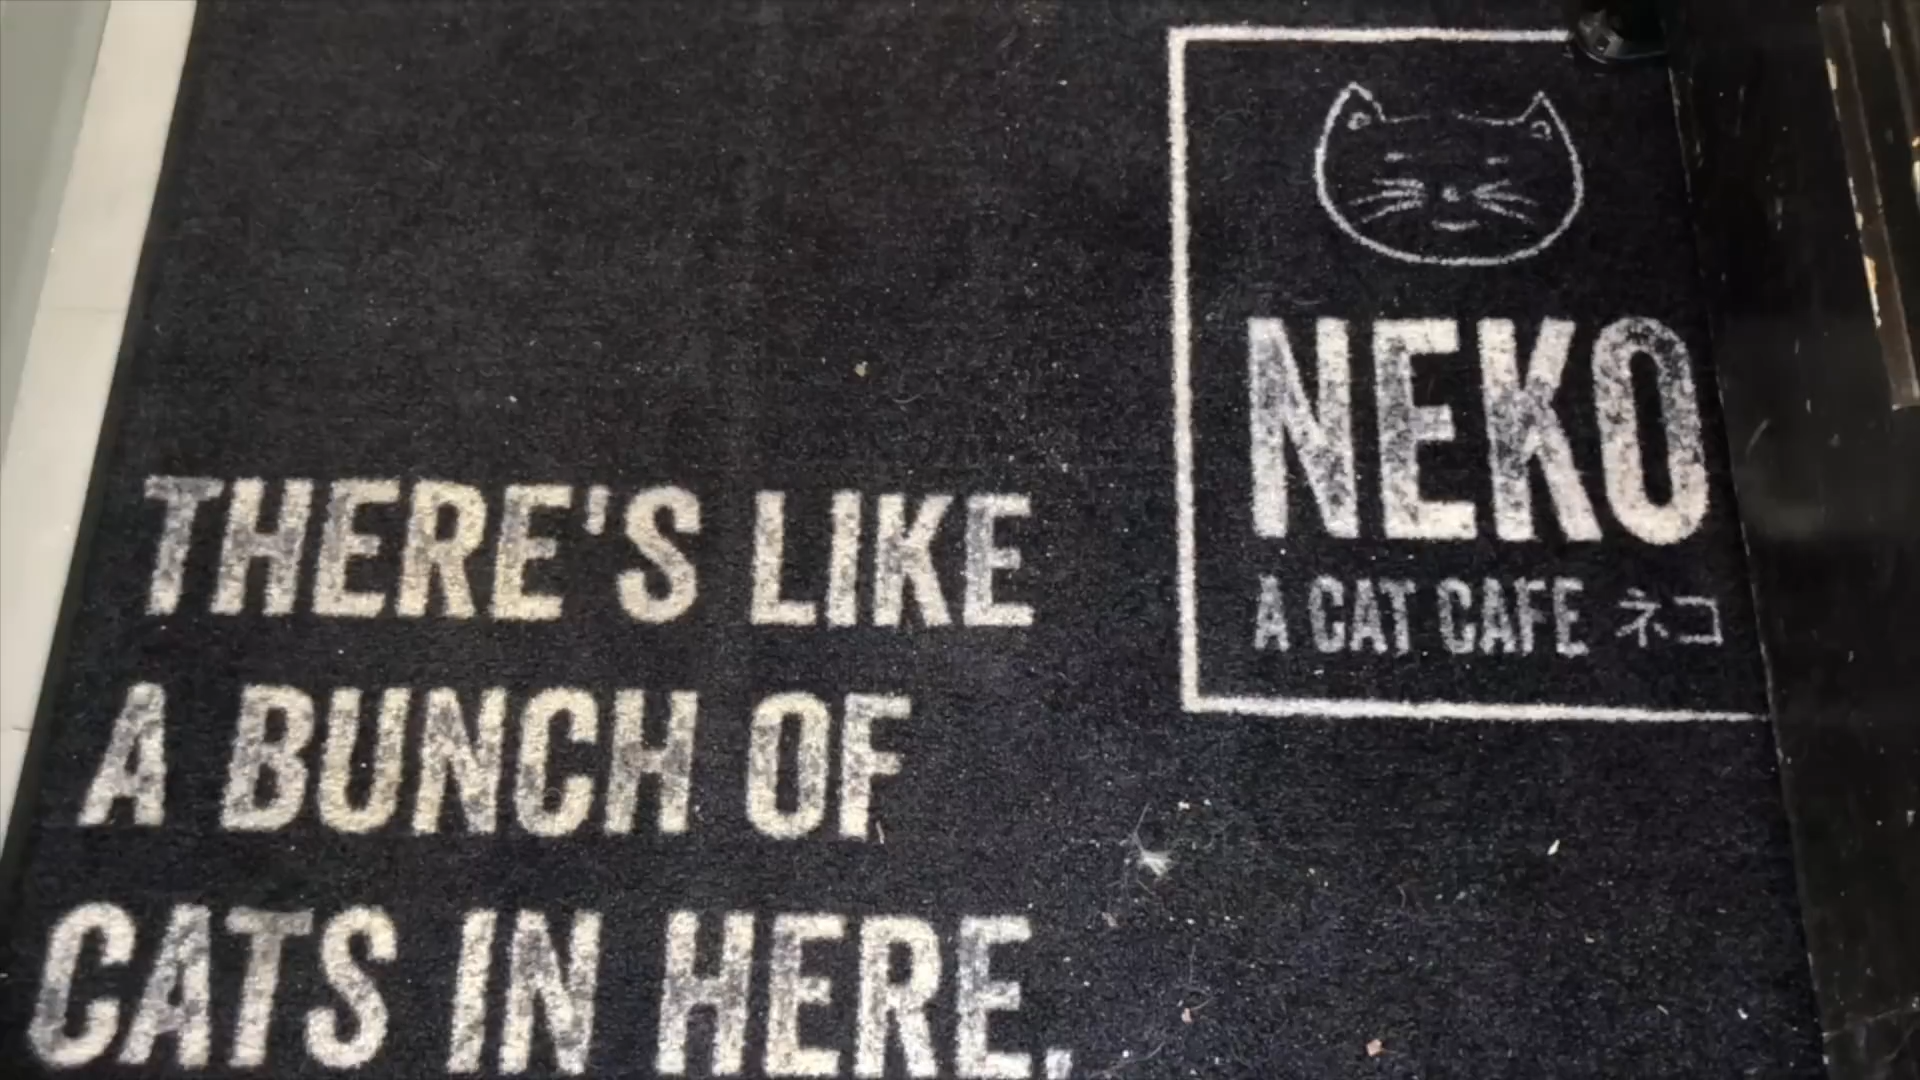 THERE'S LIKE
A BUNCH OF
CATS IN HERE.
NEKO
A CAT CAFE ネコ